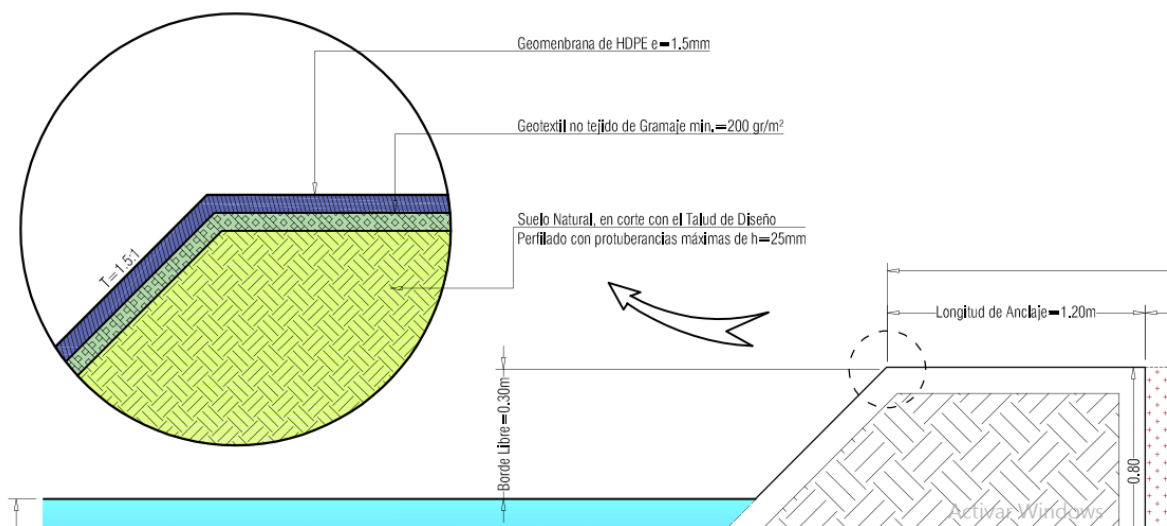 Geomenbrana de HDPE e=1.5mm
Geotextil no tejido de Gramaje min.=200 gr/m²
Suelo Natural, en corte con el Talud de Diseño
Perfilado con protuberancias máximas de h=25mm
T=1.5:1
Longitud de Anclaje=1.20m
Borde Libre=0.30m
0.80
Activar Windows